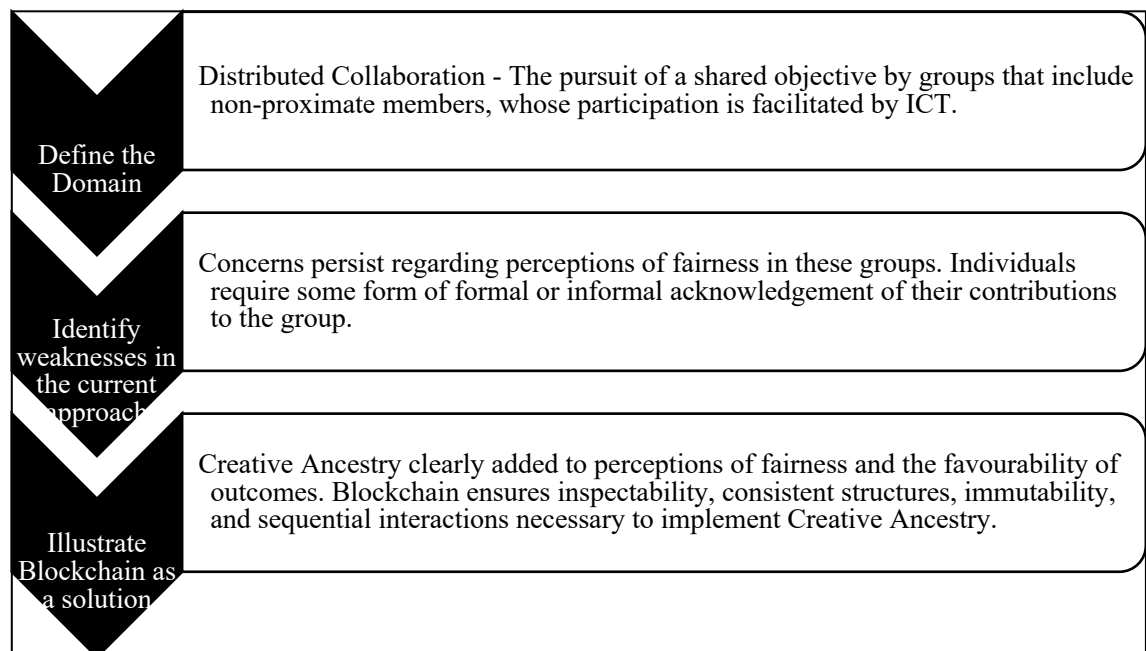 Define the
Domain
Distributed Collaboration - The pursuit of a shared objective by groups that include
non-proximate members, whose participation is facilitated by ICT.
Identify
weaknesses in
the current
approach
Concerns persist regarding perceptions of fairness in these groups. Individuals
require some form of formal or informal acknowledgement of their contributions
to the group.
Illustrate
Blockchain as
a solution
Creative Ancestry clearly added to perceptions of fairness and the favourability of
outcomes. Blockchain ensures inspectability, consistent structures, immutability,
and sequential interactions necessary to implement Creative Ancestry.